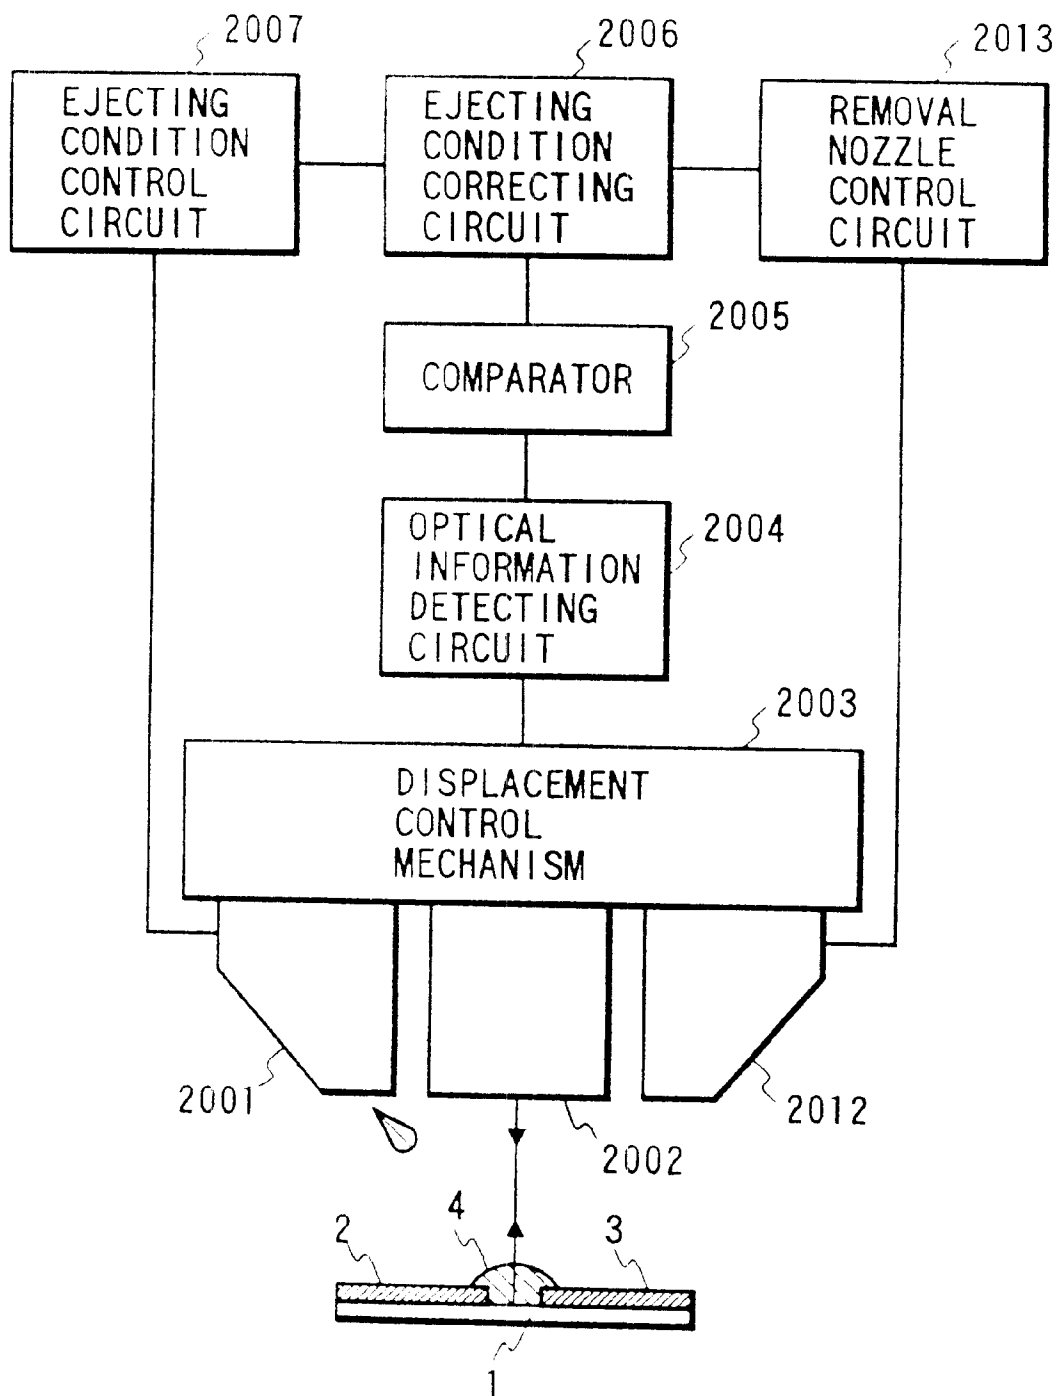 2007
2006
2013
EJECTING
CONDITION
CONTROL
CIRCUIT
EJECTING
CONDITION
CORRECTING
CIRCUIT
REMOVAL
NOZZLE
CONTROL
CIRCUIT
2005
COMPARATOR
2004
OPTICAL
INFORMATION
DETECTING
CIRCUIT
2003
DISPLACEMENT
CONTROL
MECHANISM
2001
2002
2012
2
4
3
1